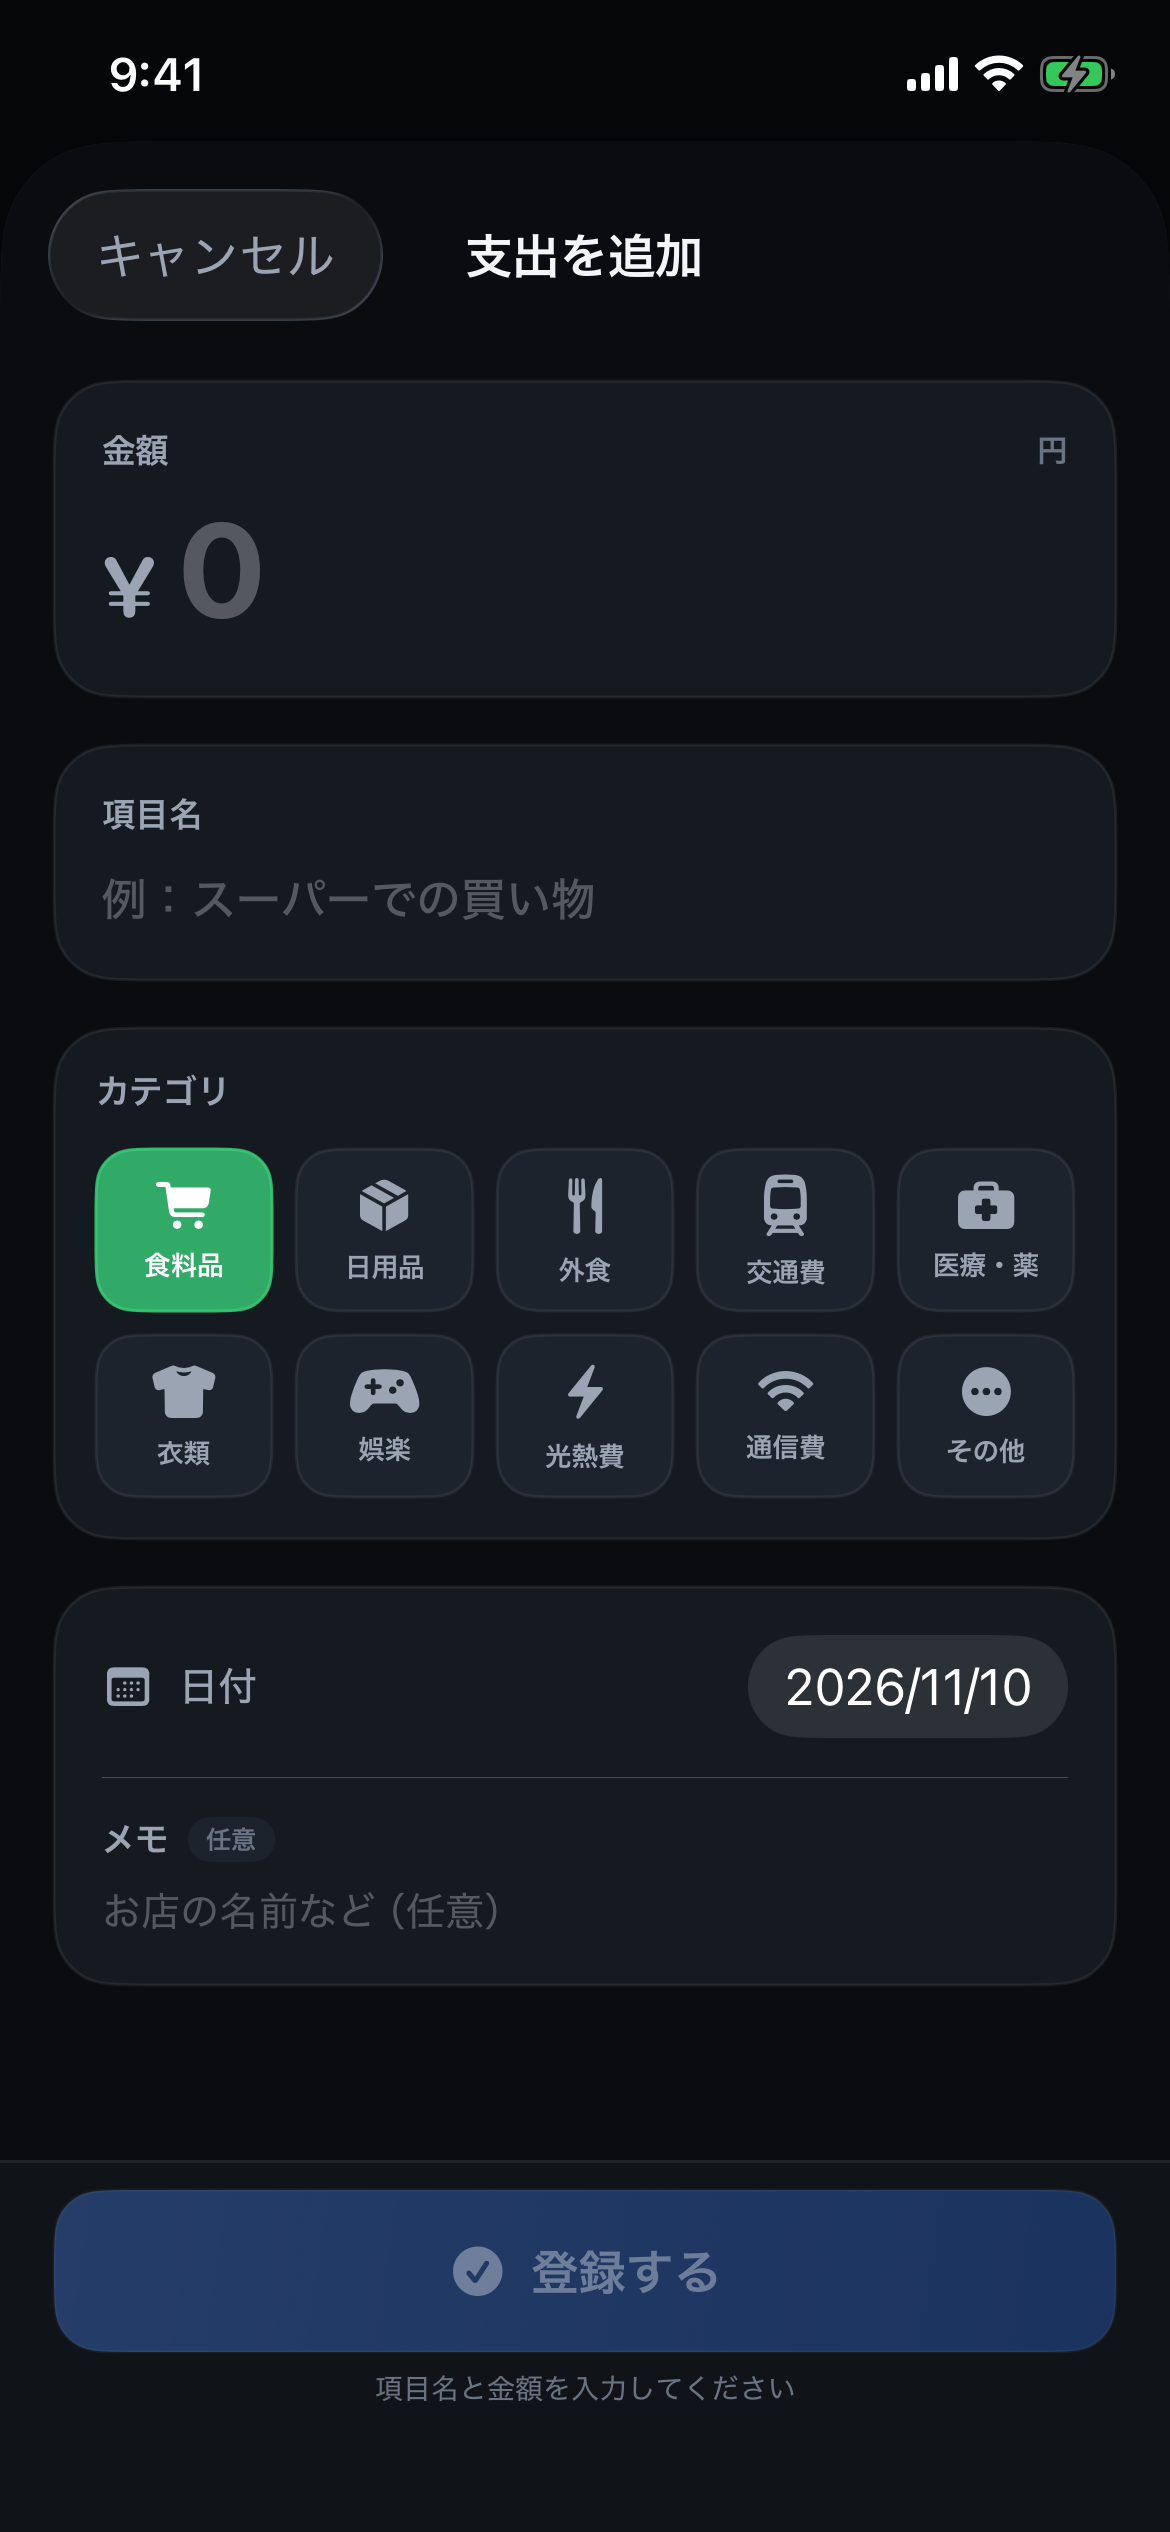 9:41
キャンセル
支出を追加
金額
円
¥ 0
項目名
例：スーパーでの買い物
カテゴリ
食料品
日用品
外食
交通費
医療・薬
衣類
娯楽
光熱費
通信費
その他
日付
2026/11/10
メモ 任意
お店の名前など（任意）
登録する
項目名と金額を入力してください